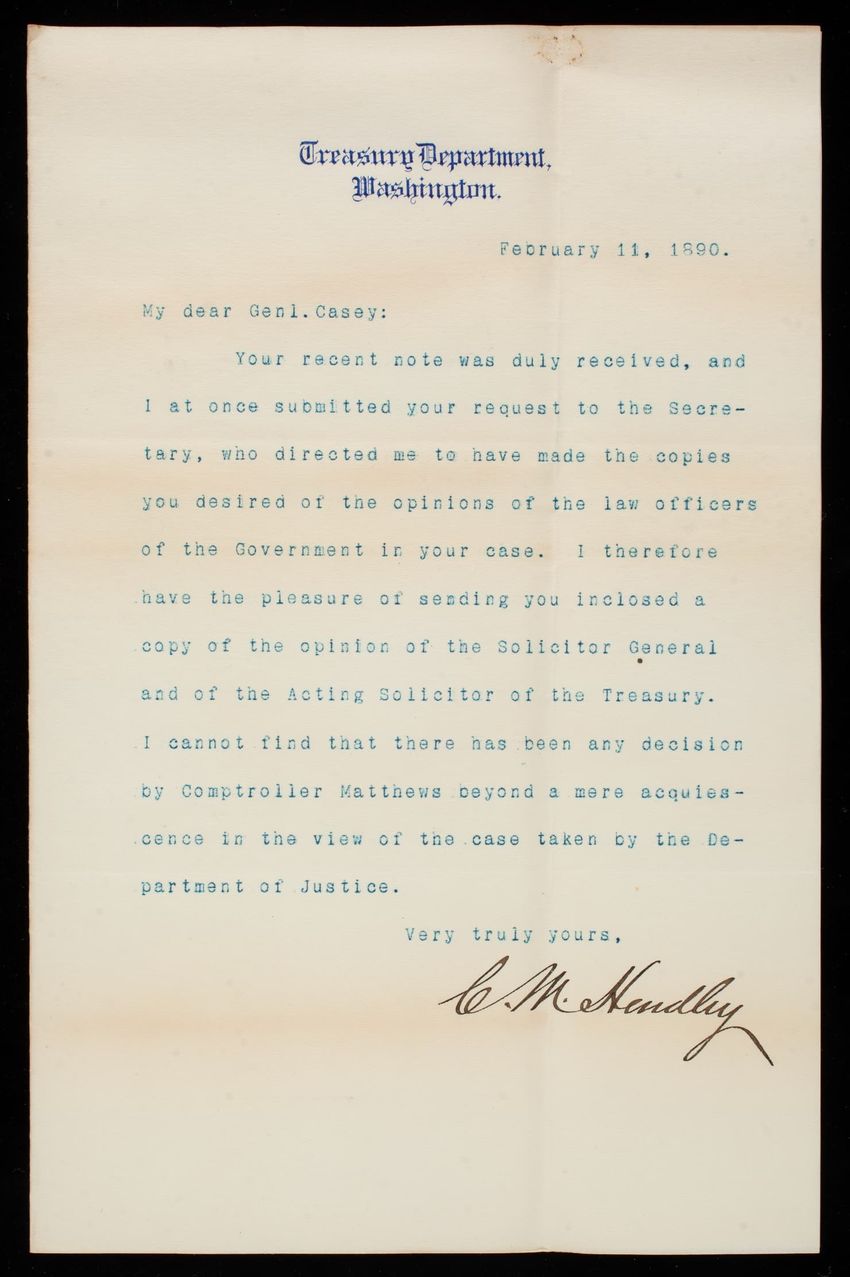 Treasury Department,
Washington.
February 11, 1890.
My dear Genl. Casey:
Your recent note was duly received, and
I at once submitted your request to the Secre-
tary, who directed me to have made the copies
you desired of the opinions of the law officers
of the Government in your case. I therefore
have the pleasure of sending you inclosed a
copy of the opinion of the Solicitor General
and of the Acting Solicitor of the Treasury.
I cannot find that there has been any decision
by Comptroller Matthews beyond a mere acquies-
cence in the view of the case taken by the De-
partment of Justice.
Very truly yours,
C. M. Hendley